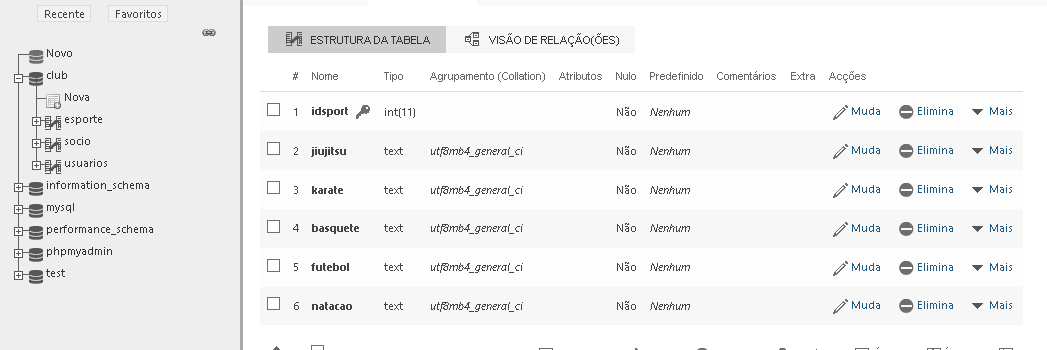 Recente Favoritos
Novo
club
Nova
esporte
socio
usuarios
information_schema
mysql
performance_schema
phpmyadmin
test
ESTRUTURA DA TABELA VISÃO DE RELAÇÃO(ÕES)
# Nome Tipo Agrupamento (Collation) Atributos Nulo Predefinido Comentários Extra Acções
1 idsport int(11) Não Nenhum Muda Elimina Mais
2 jiujitsu text utf8mb4_general_ci Não Nenhum Muda Elimina Mais
3 karate text utf8mb4_general_ci Não Nenhum Muda Elimina Mais
4 basquete text utf8mb4_general_ci Não Nenhum Muda Elimina Mais
5 futebol text utf8mb4_general_ci Não Nenhum Muda Elimina Mais
6 natacao text utf8mb4_general_ci Não Nenhum Muda Elimina Mais